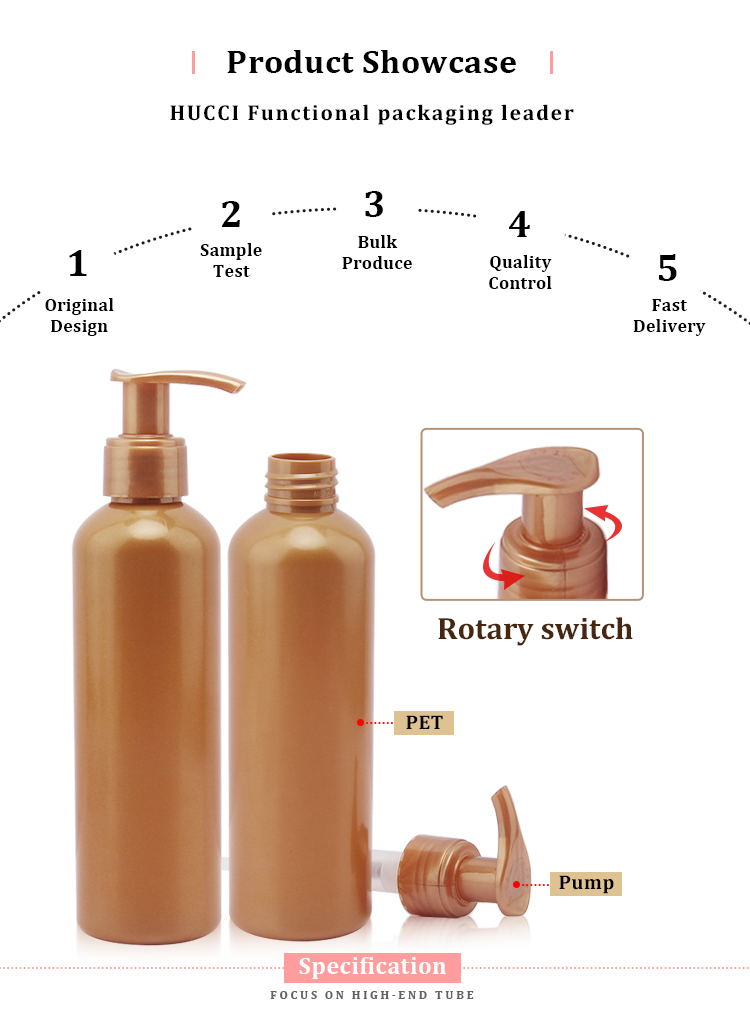 Product Showcase
HUCCI Functional packaging leader
1
Original
Design
2
Sample
Test
3
Bulk
Produce
4
Quality
Control
5
Fast
Delivery
Rotary switch
PET
Pump
Specification
FOCUS ON HIGH-END TUBE